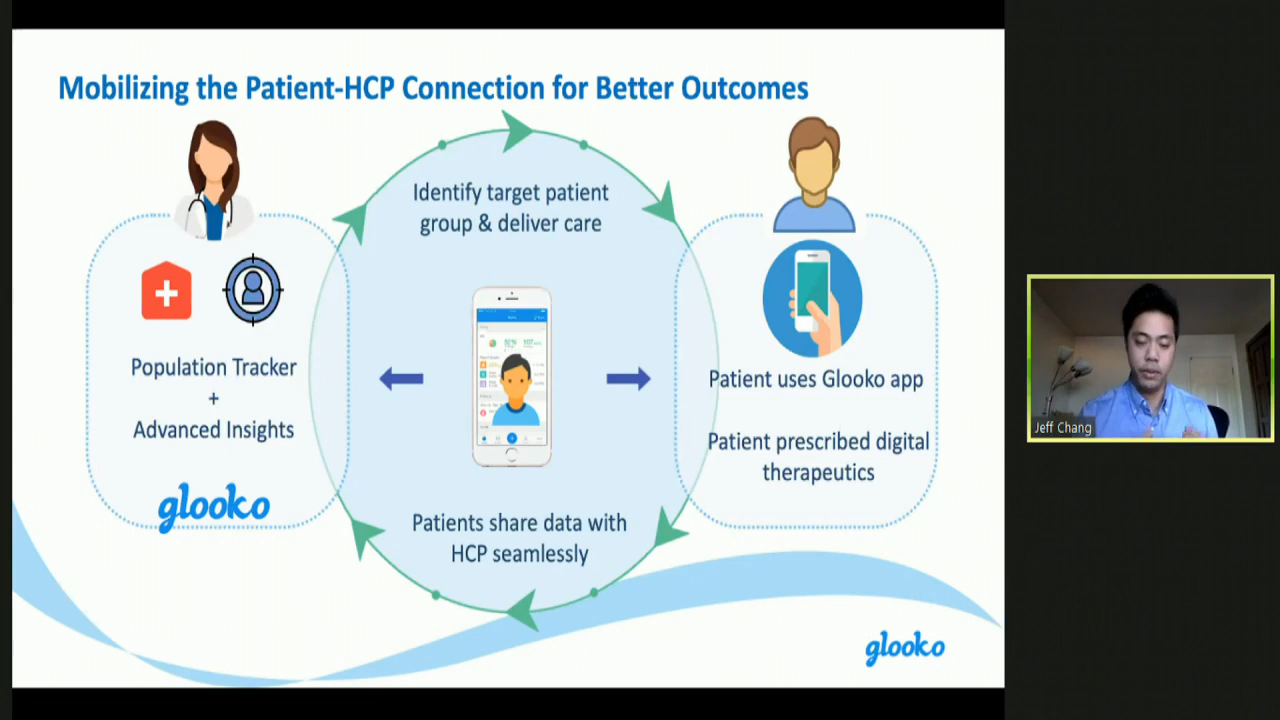 Mobilizing the Patient-HCP Connection for Better Outcomes
Identify target patient
group & deliver care
Population Tracker
+
Advanced Insights
glooko
Patient uses Glooko app
Patient prescribed digital
therapeutics
Patients share data with
HCP seamlessly
glooko
Jeff Chang